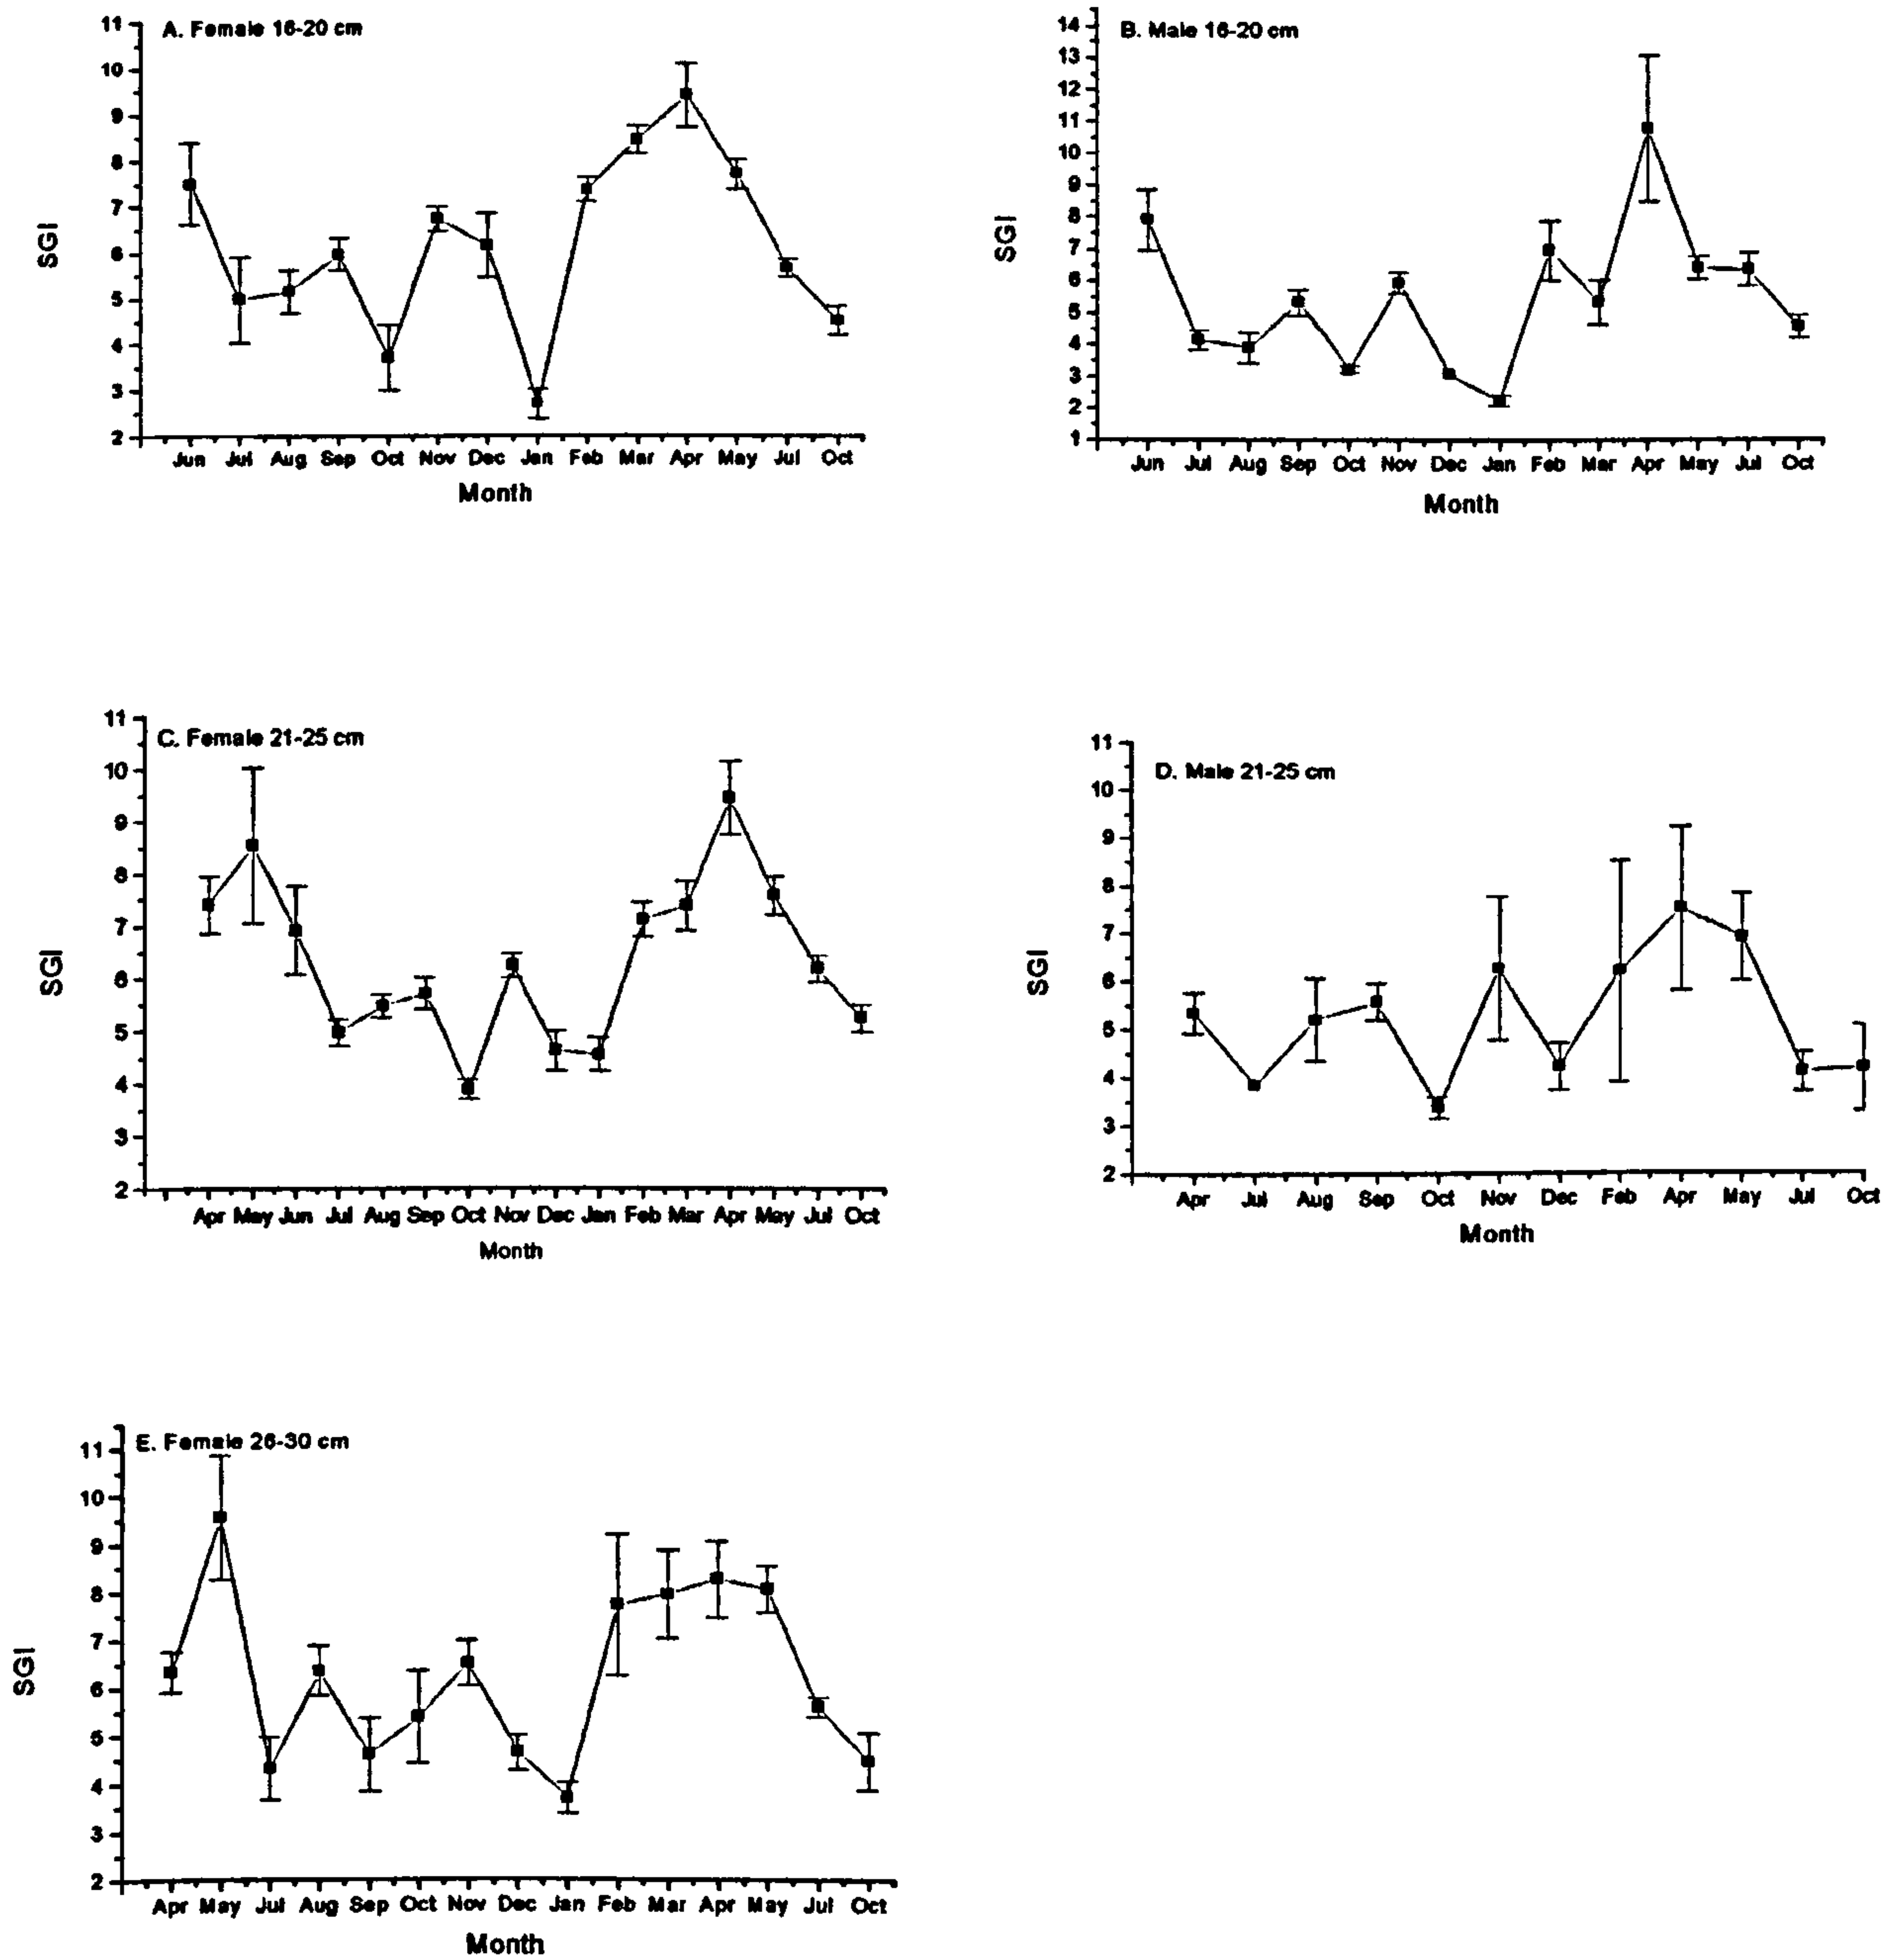 A. Female 16-20 cm
11
10
9
8
7
6
5
4
3
2
SGI
Jun Jul Aug Sep Oct Nov Dec Jan Feb Mar Apr May Jul Oct
Month
B. Male 16-20 cm
14
13
12
11
10
9
8
7
6
5
4
3
2
1
SGI
Jun Jul Aug Sep Oct Nov Dec Jan Feb Mar Apr May Jul Oct
Month
C. Female 21-25 cm
11
10
9
8
7
6
5
4
3
2
SGI
Apr May Jun Jul Aug Sep Oct Nov Dec Jan Feb Mar Apr May Jul Oct
Month
D. Male 21-25 cm
11
10
9
8
7
6
5
4
3
2
SGI
Apr Jul Aug Sep Oct Nov Dec Feb Apr May Jul Oct
Month
E. Female 26-30 cm
11
10
9
8
7
6
5
4
3
2
SGI
Apr May Jul Aug Sep Oct Nov Dec Jan Feb Mar Apr May Jul Oct
Month